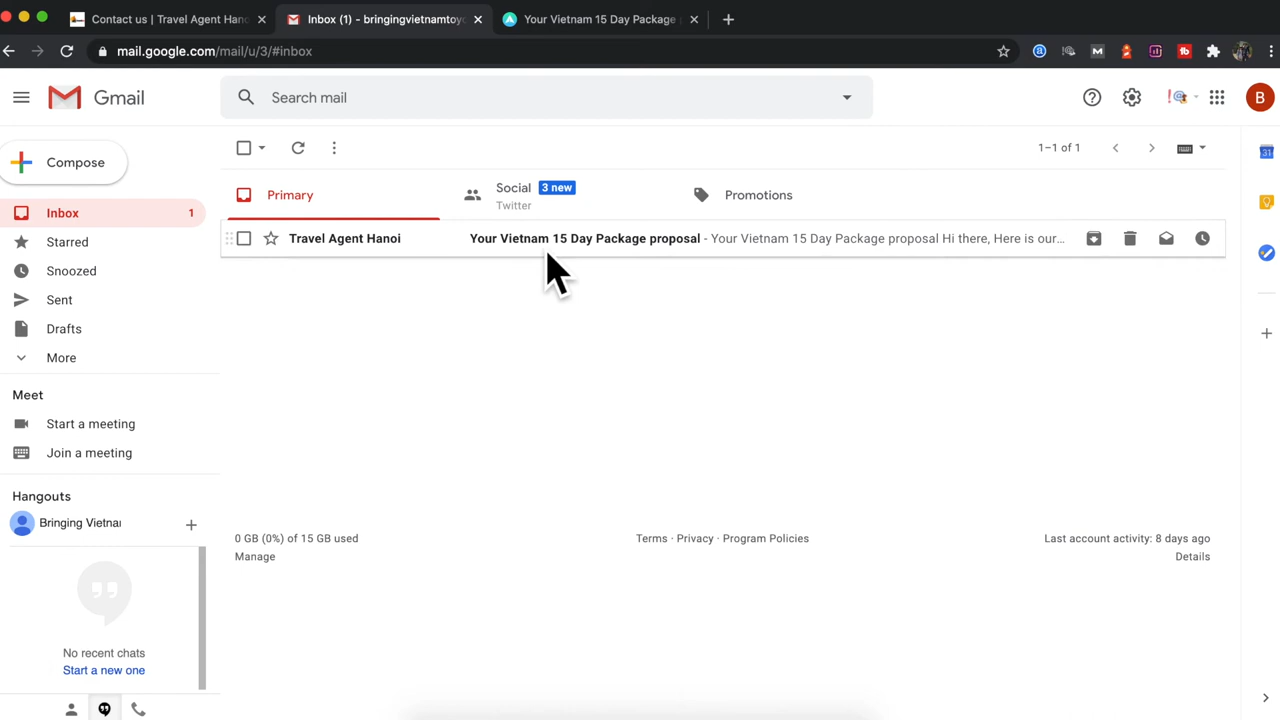 Contact us | Travel Agent Hano
Inbox (1) - bringingvietnamtoyo
Your Vietnam 15 Day Package
mail.google.com/mail/u/3/#inbox
Gmail
Search mail
B
Compose
1–1 of 1
Inbox 1
Primary
Social 3 new
Twitter
Promotions
Starred
Travel Agent Hanoi
Your Vietnam 15 Day Package proposal - Your Vietnam 15 Day Package proposal Hi there, Here is our...
Snoozed
Sent
Drafts
More
Meet
Start a meeting
Join a meeting
Hangouts
Bringing Vietnai
0 GB (0%) of 15 GB used
Manage
Terms · Privacy · Program Policies
Last account activity: 8 days ago
Details
No recent chats
Start a new one
31